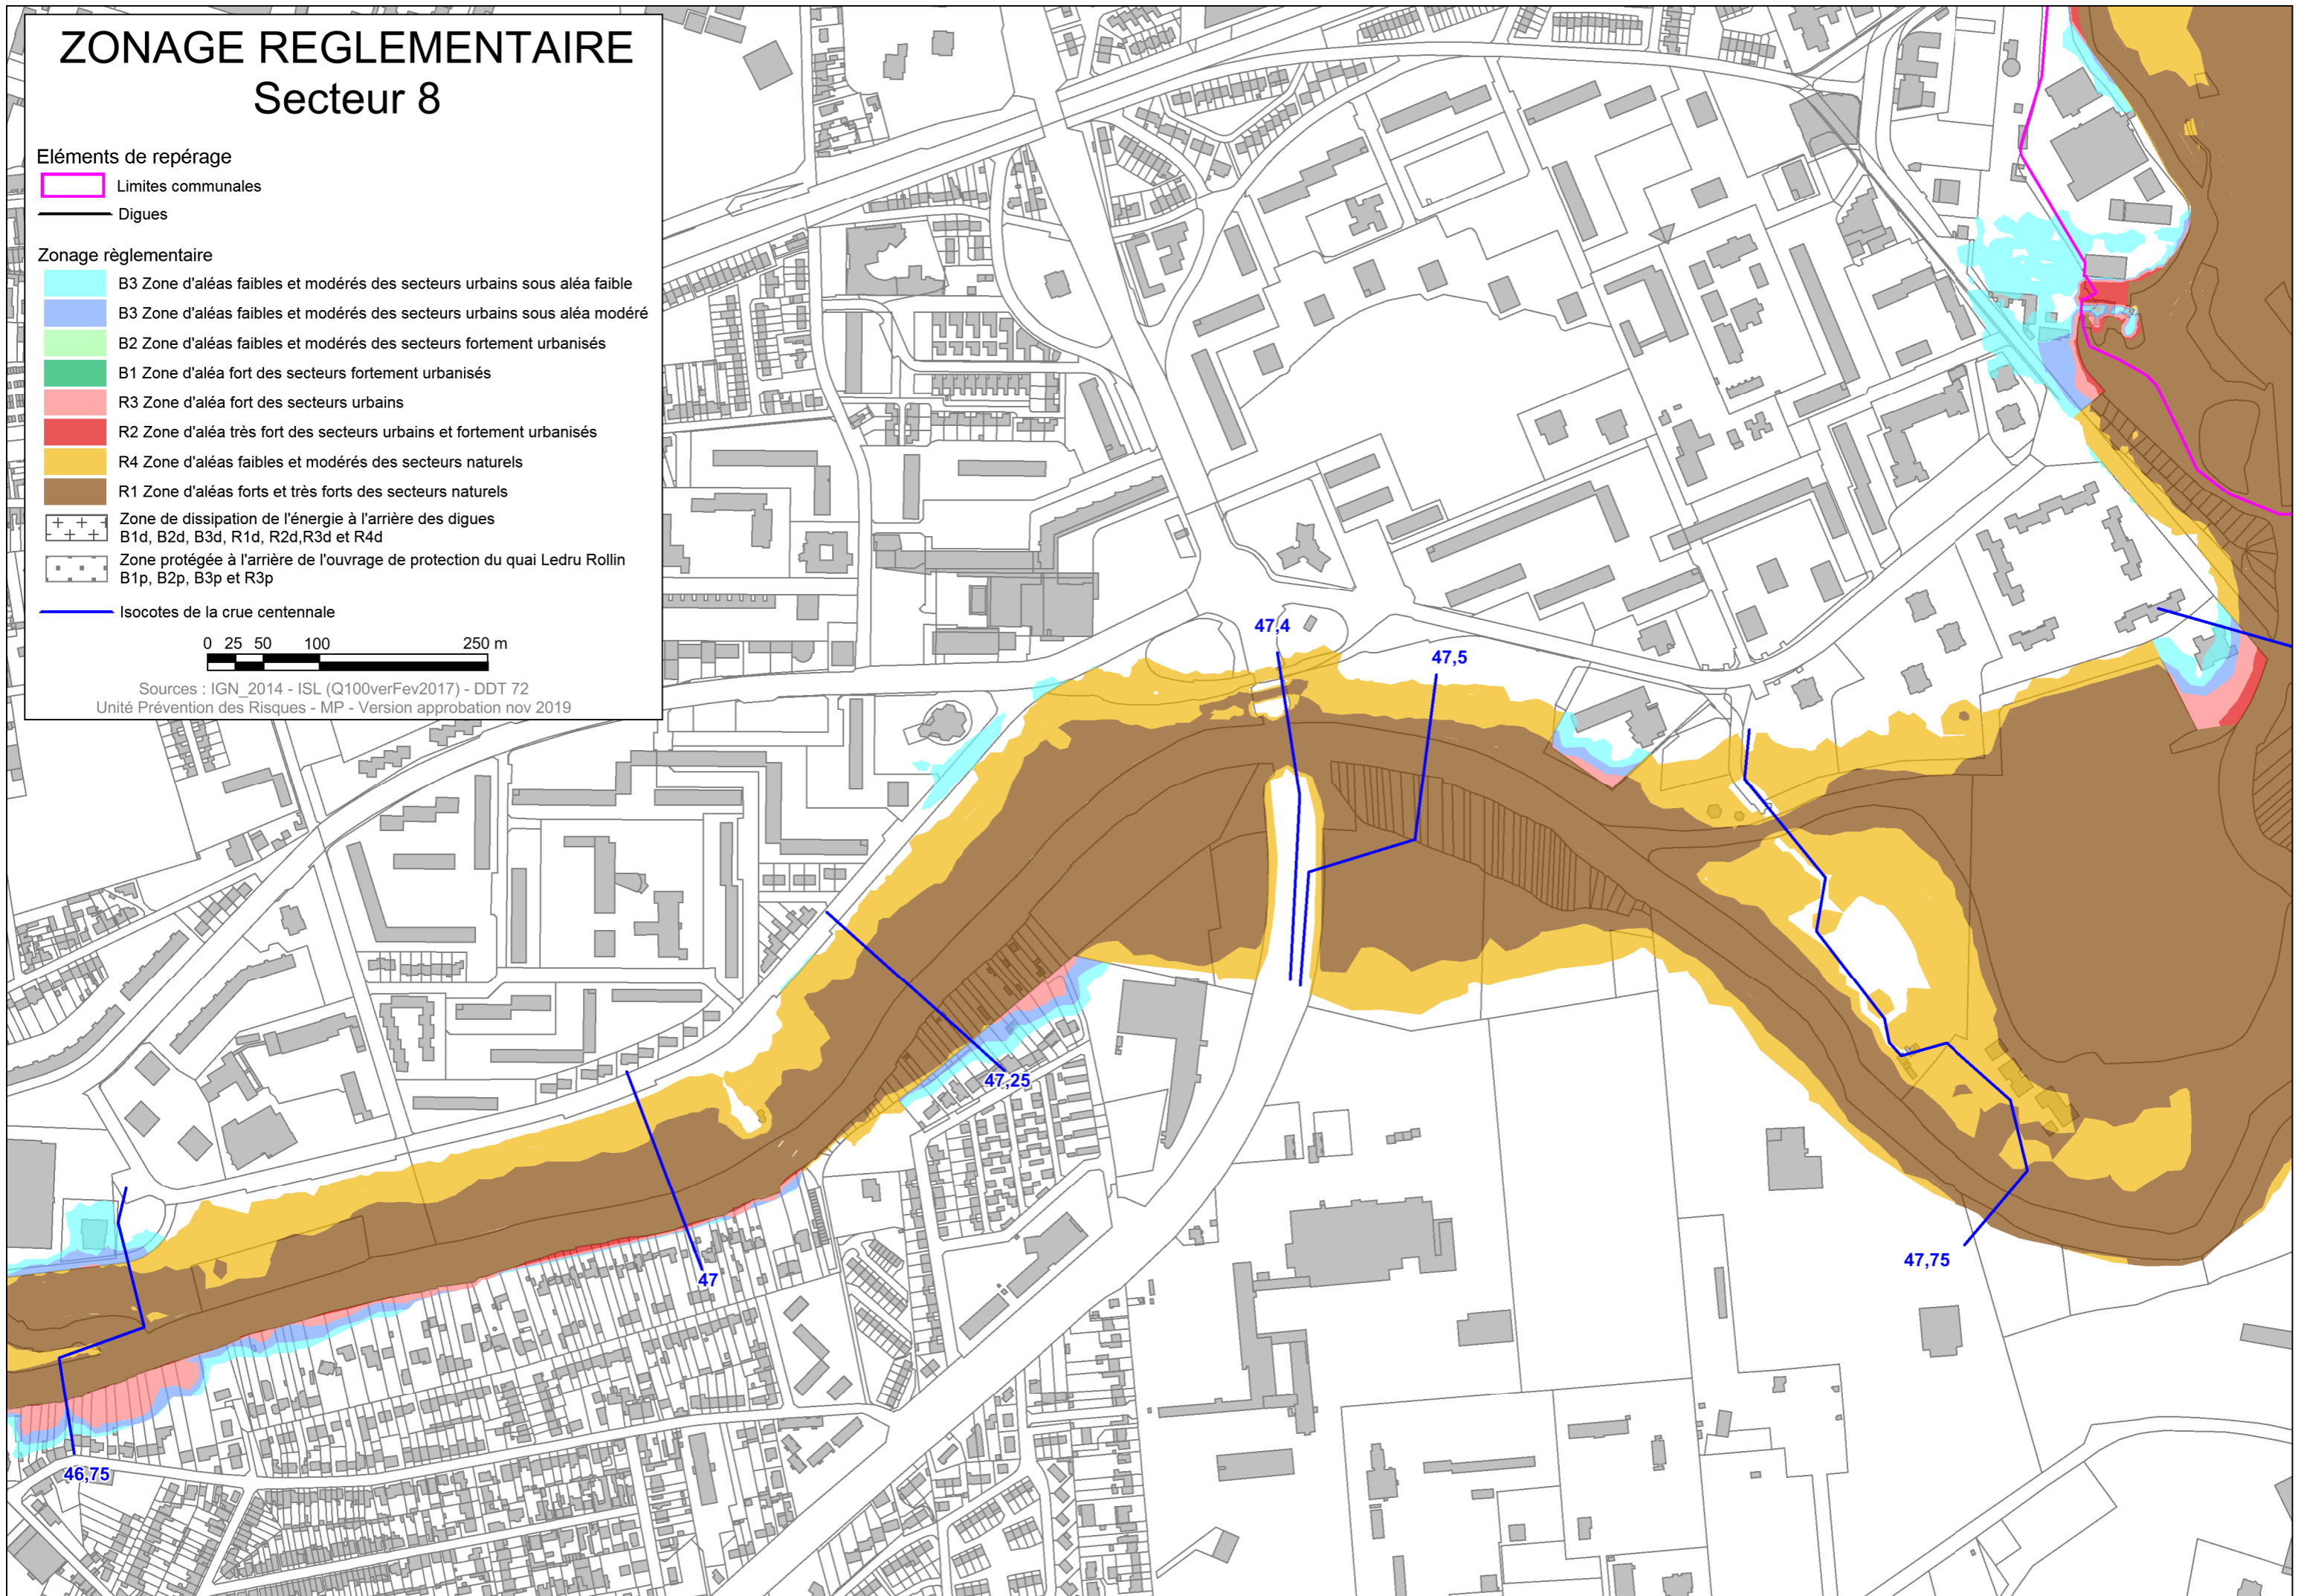 ZONAGE REGLEMENTAIRE
Secteur 8
Eléments de repérage
Limites communales
Digues
Zonage règlementaire
B3 Zone d'aléas faibles et modérés des secteurs urbains sous aléa faible
B3 Zone d'aléas faibles et modérés des secteurs urbains sous aléa modéré
B2 Zone d'aléas faibles et modérés des secteurs fortement urbanisés
B1 Zone d'aléa fort des secteurs fortement urbanisés
R3 Zone d'aléa fort des secteurs urbains
R2 Zone d'aléa très fort des secteurs urbains et fortement urbanisés
R4 Zone d'aléas faibles et modérés des secteurs naturels
R1 Zone d'aléas forts et très forts des secteurs naturels
Zone de dissipation de l'énergie à l'arrière des digues
B1d, B2d, B3d, R1d, R2d,R3d et R4d
Zone protégée à l'arrière de l'ouvrage de protection du quai Ledru Rollin
B1p, B2p, B3p et R3p
Isocotes de la crue centennale
0 25 50 100 250 m
Sources : IGN_2014 - ISL (Q100verFev2017) - DDT 72
Unité Prévention des Risques - MP - Version approbation nov 2019
47,4
47,5
47,25
47
47,75
46,75